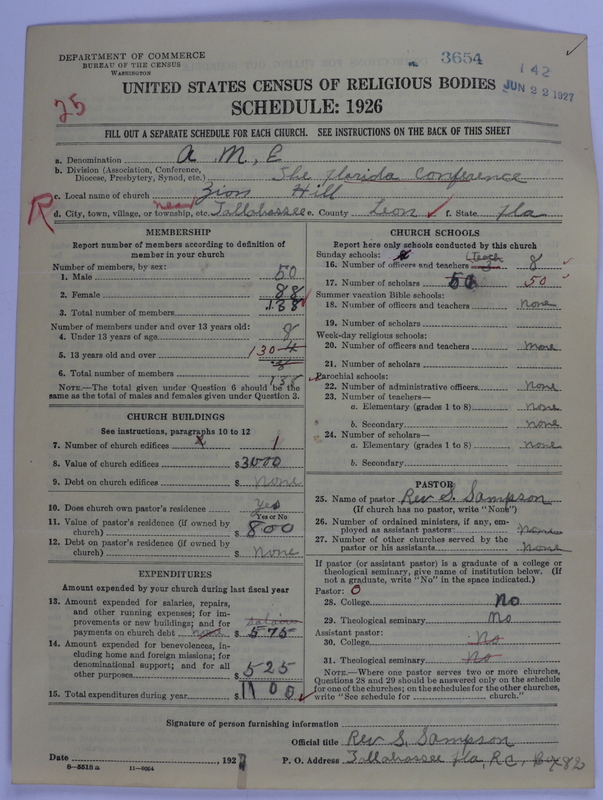 3654
142
JUN 22 1927
DEPARTMENT OF COMMERCE
BUREAU OF THE CENSUS
WASHINGTON
UNITED STATES CENSUS OF RELIGIOUS BODIES
SCHEDULE: 1926
25
FILL OUT A SEPARATE SCHEDULE FOR EACH CHURCH. SEE INSTRUCTIONS ON THE BACK OF THIS SHEET
a. Denomination A. M. E
b. Division (Association, Conference, Diocese, Presbytery, Synod, etc.) The Florida Conference
c. Local name of church Zion Hill
R d. City, town, village, or township, etc. near Tallahassee e. County Leon f. State Fla
MEMBERSHIP
Report number of members according to definition of
member in your church
Number of members, by sex:
1. Male 50
2. Female 88
3. Total number of members 138
Number of members under and over 13 years old:
4. Under 13 years of age 8
5. 13 years old and over 130
6. Total number of members 138
NOTE.—The total given under Question 6 should be the
same as the total of males and females given under Question 3.
CHURCH BUILDINGS
See instructions, paragraphs 10 to 12
7. Number of church edifices 1
8. Value of church edifices $ 3000
9. Debt on church edifices $ None
10. Does church own pastor's residence Yes
(Yes or No)
11. Value of pastor's residence (if owned by
church) $ 800
12. Debt on pastor's residence (if owned by
church) $ None
EXPENDITURES
Amount expended by your church during last fiscal year
13. Amount expended for salaries, repairs,
and other running expenses; for im-
provements or new buildings; and for
payments on church debt $ 575
14. Amount expended for benevolences, in-
cluding home and foreign missions; for
denominational support; and for all
other purposes $ 525
15. Total expenditures during year $ 1100
CHURCH SCHOOLS
Report here only schools conducted by this church
Sunday schools:
16. Number of officers and teachers 8
17. Number of scholars 50 50
Summer vacation Bible schools:
18. Number of officers and teachers None
19. Number of scholars
Week-day religious schools:
20. Number of officers and teachers None
21. Number of scholars
Parochial schools:
22. Number of administrative officers None
23. Number of teachers—
a. Elementary (grades 1 to 8) None
b. Secondary none
24. Number of scholars—
a. Elementary (grades 1 to 8) None
b. Secondary
PASTOR
25. Name of pastor Rev S. Sampson
(If church has no pastor, write "None")
26. Number of ordained ministers, if any, em-
ployed as assistant pastors: None
27. Number of other churches served by the
pastor or his assistants None
If pastor (or assistant pastor) is a graduate of a college or
theological seminary, give name of institution below. (If
not a graduate, write "No" in the space indicated.)
Pastor: O
28. College No
29. Theological seminary No
Assistant pastor:
30. College No
31. Theological seminary No
NOTE.—Where one pastor serves two or more churches,
Questions 28 and 29 should be answered only on the schedule
for one of the churches; on the schedules for the other churches,
write "See schedule for church."
Signature of person furnishing information
Official title Rev S. Sampson
Date , 192
P. O. Address Tallahassee Fla, R.C. Box 82
8—5518 a 11—9004